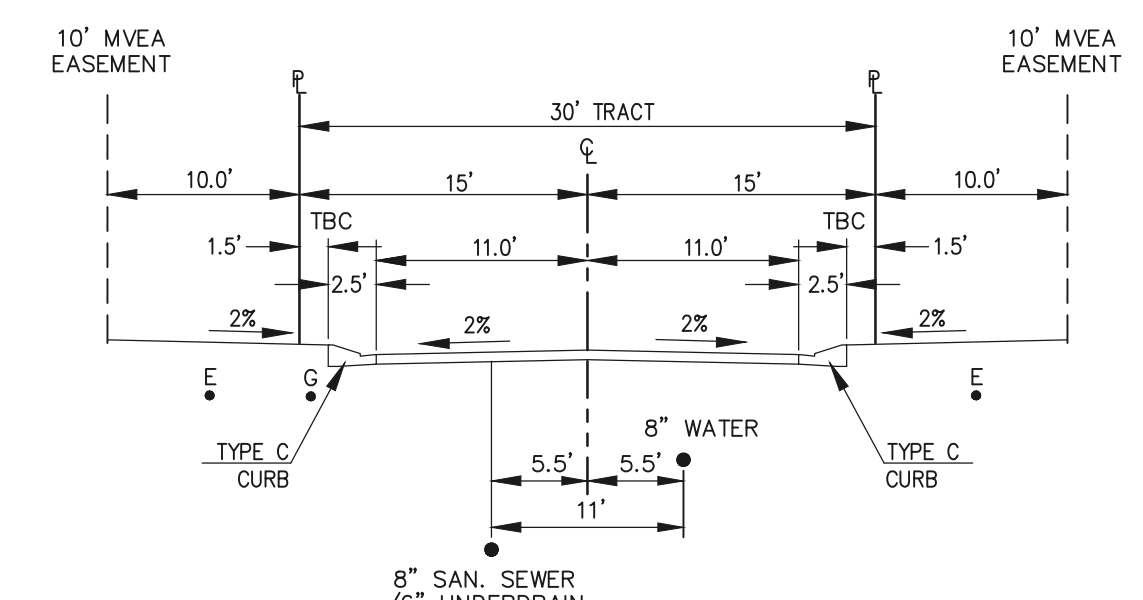 10' MVEA
EASEMENT
10' MVEA
EASEMENT
PL
PL
30' TRACT
CL
10.0'
15'
15'
10.0'
TBC
TBC
1.5'
11.0'
11.0'
1.5'
2.5'
2.5'
2%
2%
2%
2%
E
G
E
8" WATER
TYPE C
CURB
5.5'
5.5'
TYPE C
CURB
11'
8" SAN. SEWER
/6" UNDERDRAIN